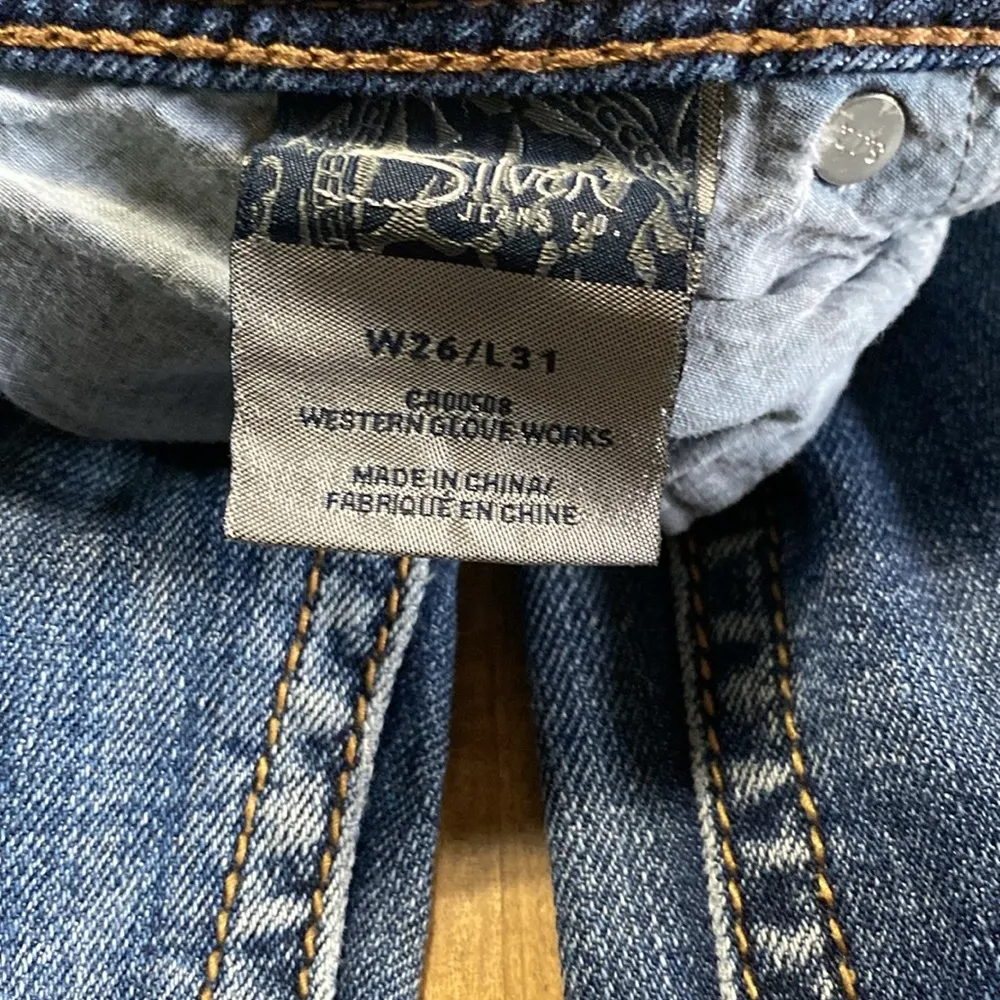 Silver
JEANS CO.
W26/L31
CA00508
WESTERN GLOVE WORKS
MADE IN CHINA/
FABRIQUÉ EN CHINE